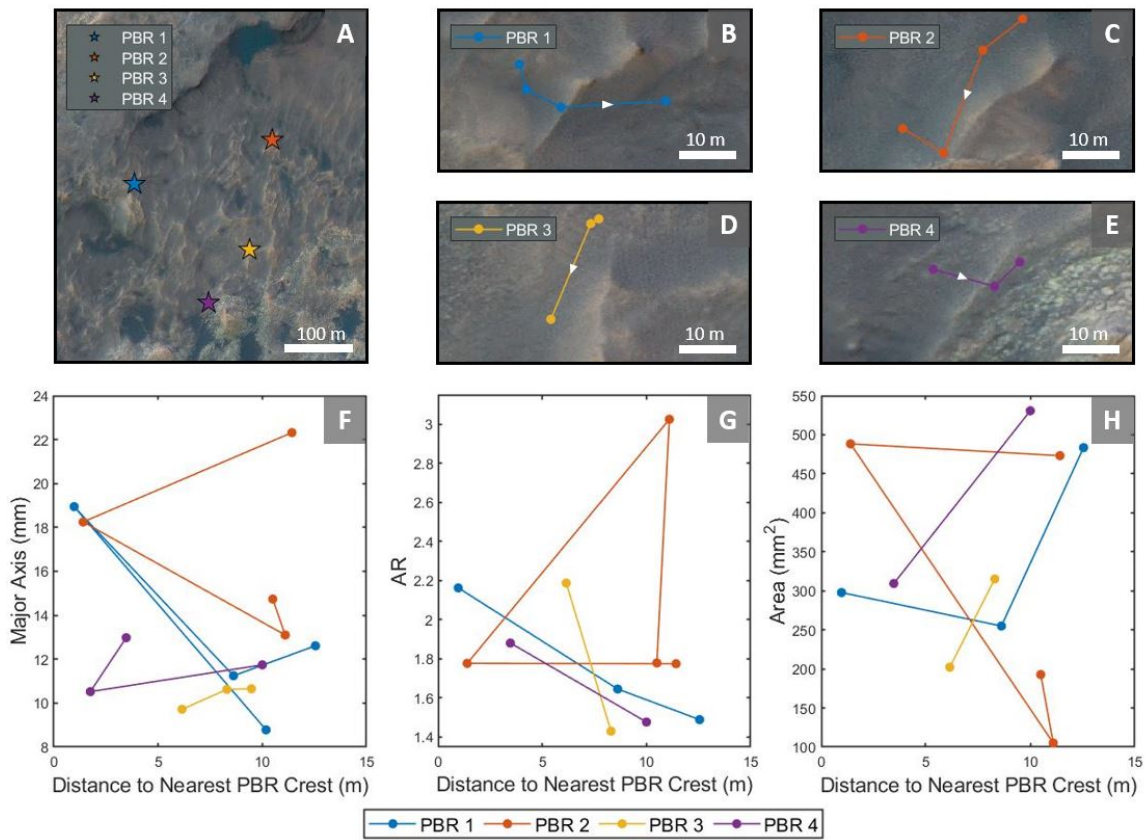 PBR 1
PBR 2
PBR 3
PBR 4
A
100 m
PBR 1
B
10 m
PBR 2
C
10 m
PBR 3
D
10 m
PBR 4
E
10 m
F
24
22
20
18
16
14
12
10
8
0
5
10
15
Major Axis (mm)
Distance to Nearest PBR Crest (m)
G
3
2.8
2.6
2.4
2.2
2
1.8
1.6
1.4
0
5
10
15
AR
Distance to Nearest PBR Crest (m)
H
550
500
450
400
350
300
250
200
150
100
0
5
10
15
Area (mm²)
Distance to Nearest PBR Crest (m)
PBR 1 PBR 2 PBR 3 PBR 4